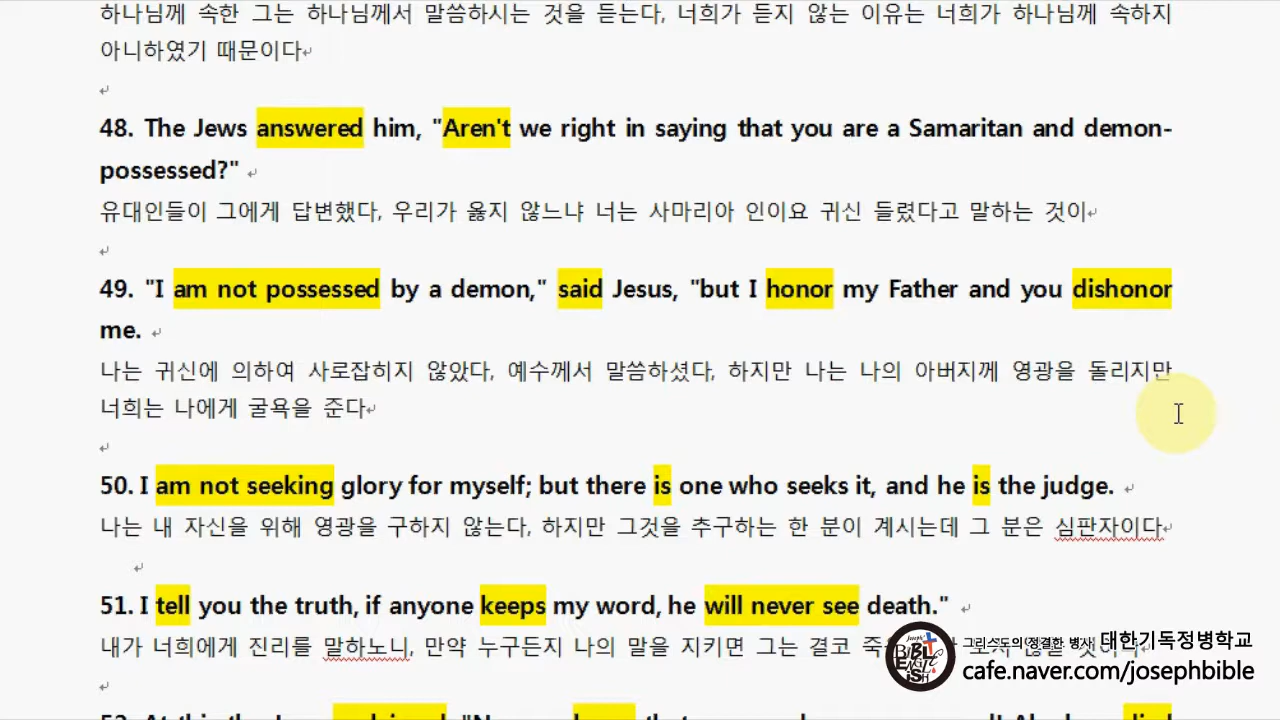 하나님께 속한 그는 하나님께서 말씀하시는 것을 듣는다, 너희가 듣지 않는 이유는 너희가 하나님께 속하지
아니하였기 때문이다
48. The Jews answered him, "Aren't we right in saying that you are a Samaritan and demon-
possessed?"
유대인들이 그에게 답변했다, 우리가 옳지 않느냐 너는 사마리아 인이요 귀신 들렸다고 말하는 것이
49. "I am not possessed by a demon," said Jesus, "but I honor my Father and you dishonor
me.
나는 귀신에 의하여 사로잡히지 않았다, 예수께서 말씀하셨다, 하지만 나는 나의 아버지께 영광을 돌리지만
너희는 나에게 굴욕을 준다
50. I am not seeking glory for myself; but there is one who seeks it, and he is the judge.
나는 내 자신을 위해 영광을 구하지 않는다, 하지만 그것을 추구하는 한 분이 계시는데 그 분은 심판자이다
51. I tell you the truth, if anyone keeps my word, he will never see death."
내가 너희에게 진리를 말하노니, 만약 누구든지 나의 말을 지키면 그는 결코
그리스도의 정결한 병사 대한기독정병학교
cafe.naver.com/josephbible